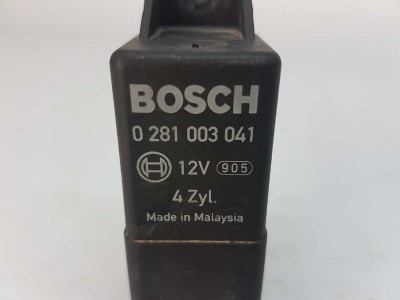 BOSCH
0 281 003 041
12V 905
4 Zyl.
Made in Malaysia